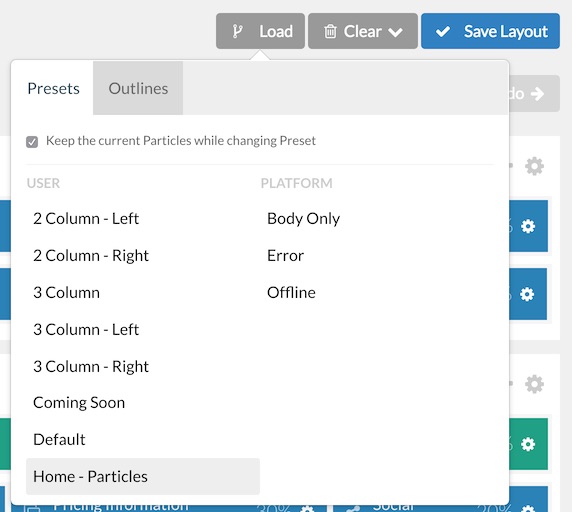 Load Clear Save Layout
Presets Outlines
do
Keep the current Particles while changing Preset
USER PLATFORM
2 Column - Left Body Only
2 Column - Right Error
3 Column Offline
3 Column - Left
3 Column - Right
Coming Soon
Default
Home - Particles
Pricing Information 30% Social 20%